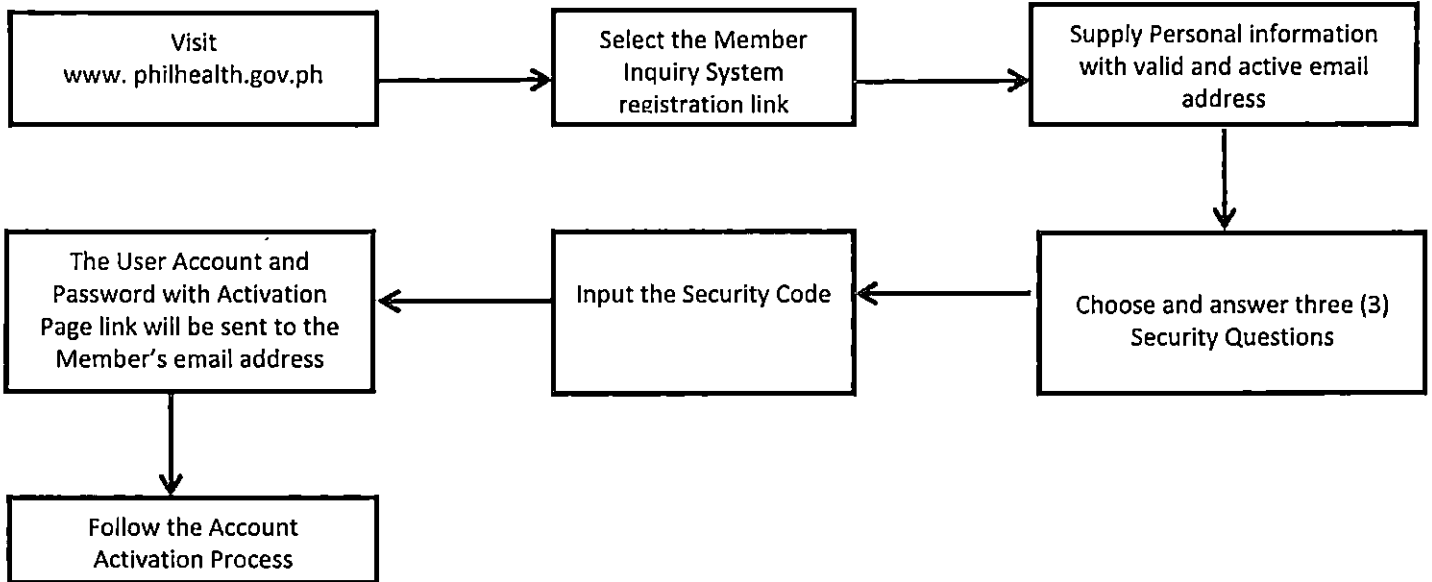 Visit
www. philhealth.gov.ph
Select the Member
Inquiry System
registration link
Supply Personal information
with valid and active email
address
Choose and answer three (3)
Security Questions
Input the Security Code
The User Account and
Password with Activation
Page link will be sent to the
Member's email address
Follow the Account
Activation Process